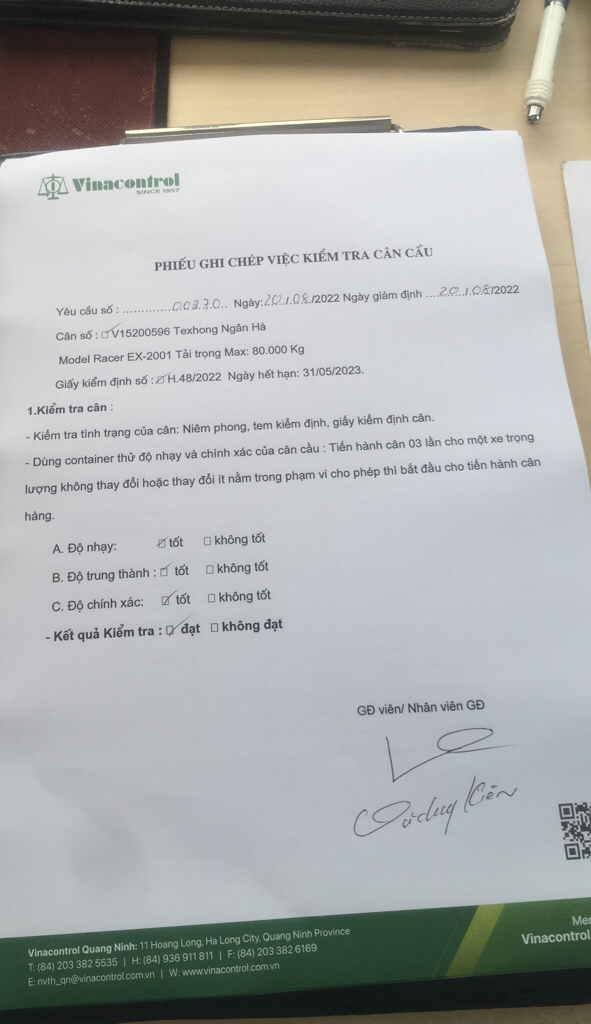 Vinacontrol
SINCE 1957
PHIẾU GHI CHÉP VIỆC KIỂM TRA CÂN CẦU
Yêu cầu số : ..............00870.. Ngày:20./.08/2022 Ngày giám định ...20./.08/2022
Cân số : ☑ V15200596 Texhong Ngân Hà
Model Racer EX-2001 Tải trọng Max: 80.000 Kg
Giấy kiểm định số : ☑ H.48/2022 Ngày hết hạn: 31/05/2023.
1.Kiểm tra cân :
- Kiểm tra tình trạng của cân: Niêm phong, tem kiểm định, giấy kiểm định cân.
- Dùng container thử độ nhạy và chính xác của cân cầu : Tiến hành cân 03 lần cho một xe trọng
lượng không thay đổi hoặc thay đổi ít nằm trong phạm vi cho phép thì bắt đầu cho tiến hành cân
hàng.
A. Độ nhạy: ☑ tốt ☐ không tốt
B. Độ trung thành : ☑ tốt ☐ không tốt
C. Độ chính xác: ☑ tốt ☐ không tốt
- Kết quả Kiểm tra : ☑ đạt ☐ không đạt
GĐ viên/ Nhân viên GĐ
Kiên
Vinacontrol Quang Ninh: 11 Hoang Long, Ha Long City, Quang Ninh Province
T: (84) 203 382 5535 | H: (84) 936 911 811 | F: (84) 203 382 6169
E: nvth_qn@vinacontrol.com.vn | W: www.vinacontrol.com.vn
Vinacontrol